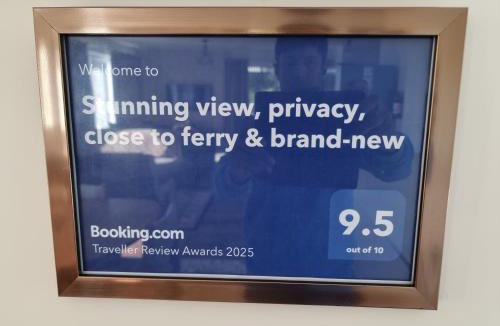 Welcome to
Stunning view, privacy,
close to ferry & brand-new
9.5
out of 10
Booking.com
Traveller Review Awards 2025